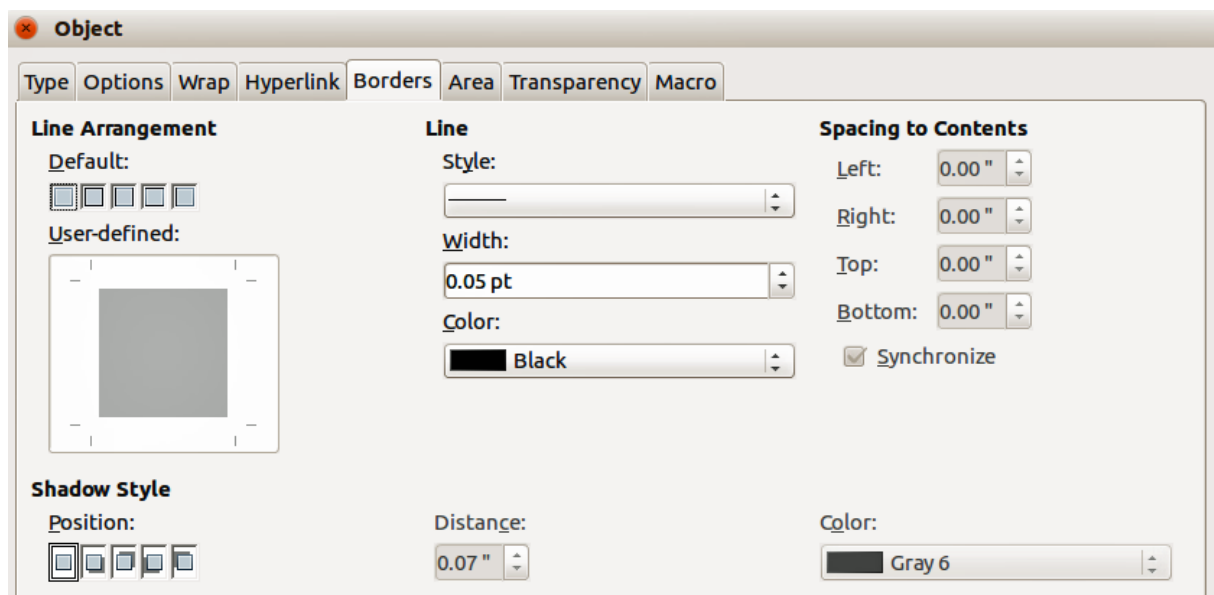 Object
Type Options Wrap Hyperlink Borders Area Transparency Macro
Line Arrangement
Default:
User-defined:
Line
Style:
Width:
0.05 pt
Color:
Black
Spacing to Contents
Left: 0.00 "
Right: 0.00 "
Top: 0.00 "
Bottom: 0.00 "
Synchronize
Shadow Style
Position:
Distance:
0.07 "
Color:
Gray 6